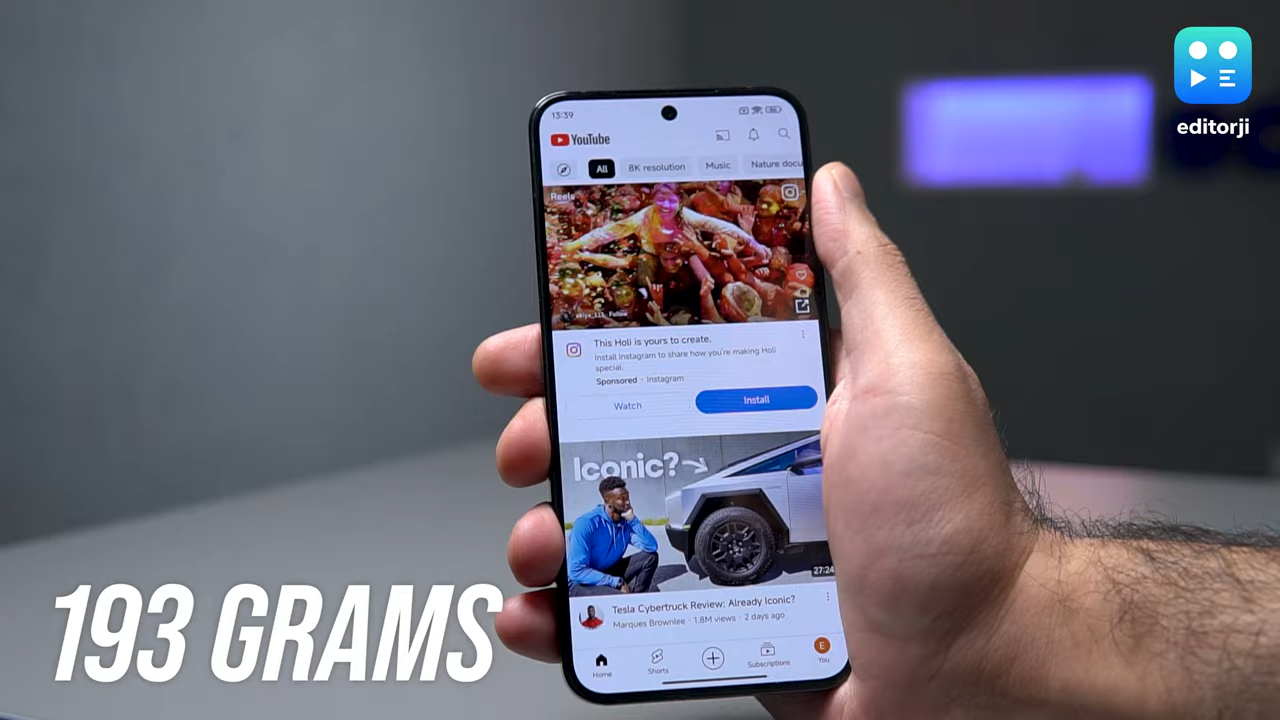 editorji
13:39
YouTube
All
8K resolution
Music
Nature docu
Reels
This Holi is yours to create.
Install Instagram to share how you're making Holi
special.
Sponsored · Instagram
Watch
Install
Iconic?
27:24
Tesla Cybertruck Review: Already Iconic?
Marques Brownlee · 1.8M views · 2 days ago
Home
Shorts
Subscriptions
E
You
193 GRAMS